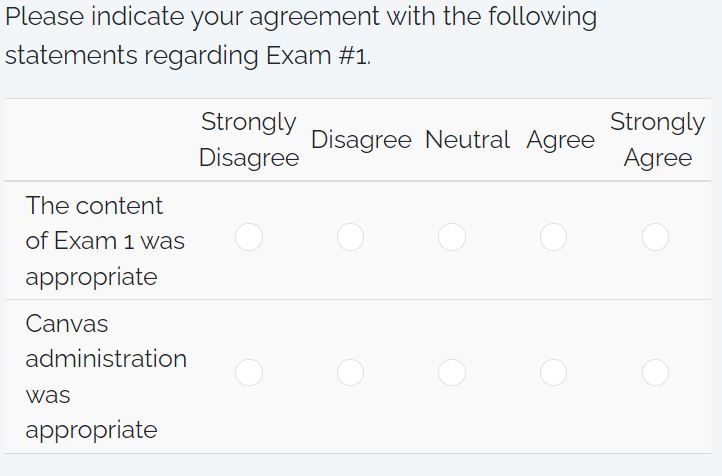 Please indicate your agreement with the following
statements regarding Exam #1.
Strongly Disagree Disagree Neutral Agree Strongly Agree
The content
of Exam 1 was
appropriate
Canvas
administration
was
appropriate